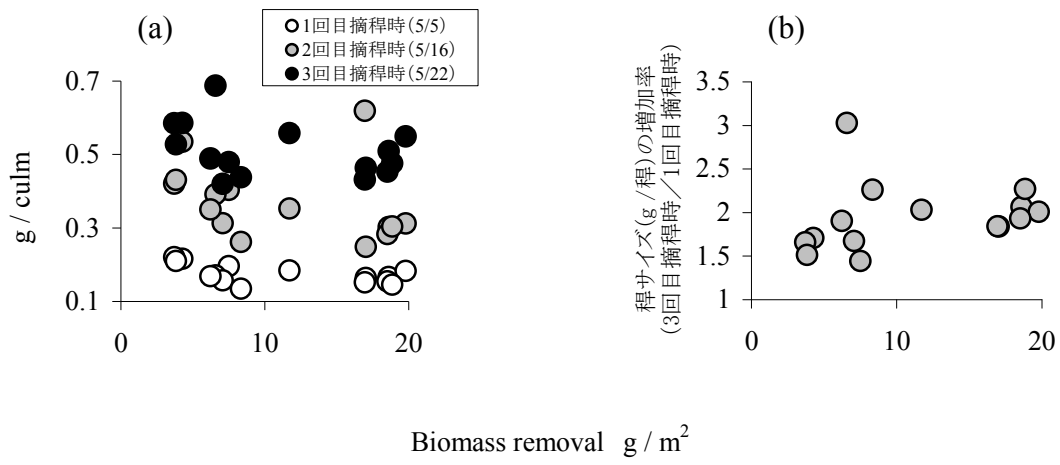 (a)
○1回目摘稈時(5/5)
●2回目摘稈時(5/16)
●3回目摘稈時(5/22)
0.7
0.5
0.3
0.1
g / culm
0
10
20
(b)
3.5
3
2.5
2
1.5
1
稈サイズ(g /稈)の増加率
(3回目摘稈時／1回目摘稈時)
0
10
20
Biomass removal g / m²